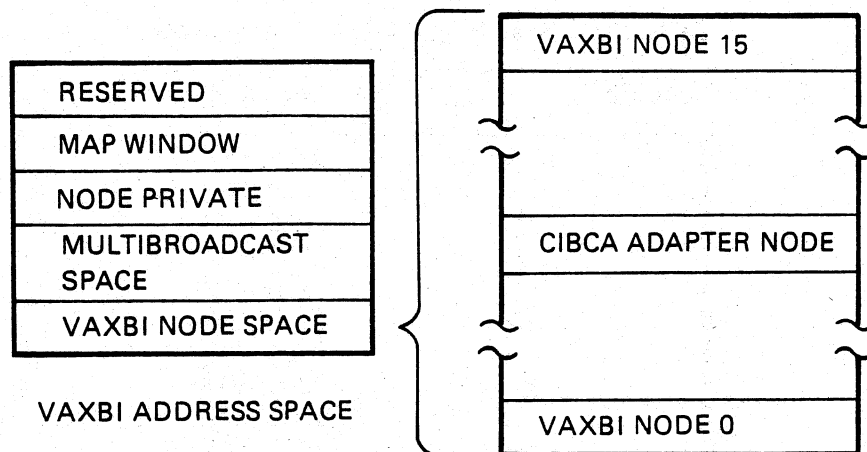 RESERVED
MAP WINDOW
NODE PRIVATE
MULTIBROADCAST
SPACE
VAXBI NODE SPACE
VAXBI ADDRESS SPACE
VAXBI NODE 15
CIBCA ADAPTER NODE
VAXBI NODE 0